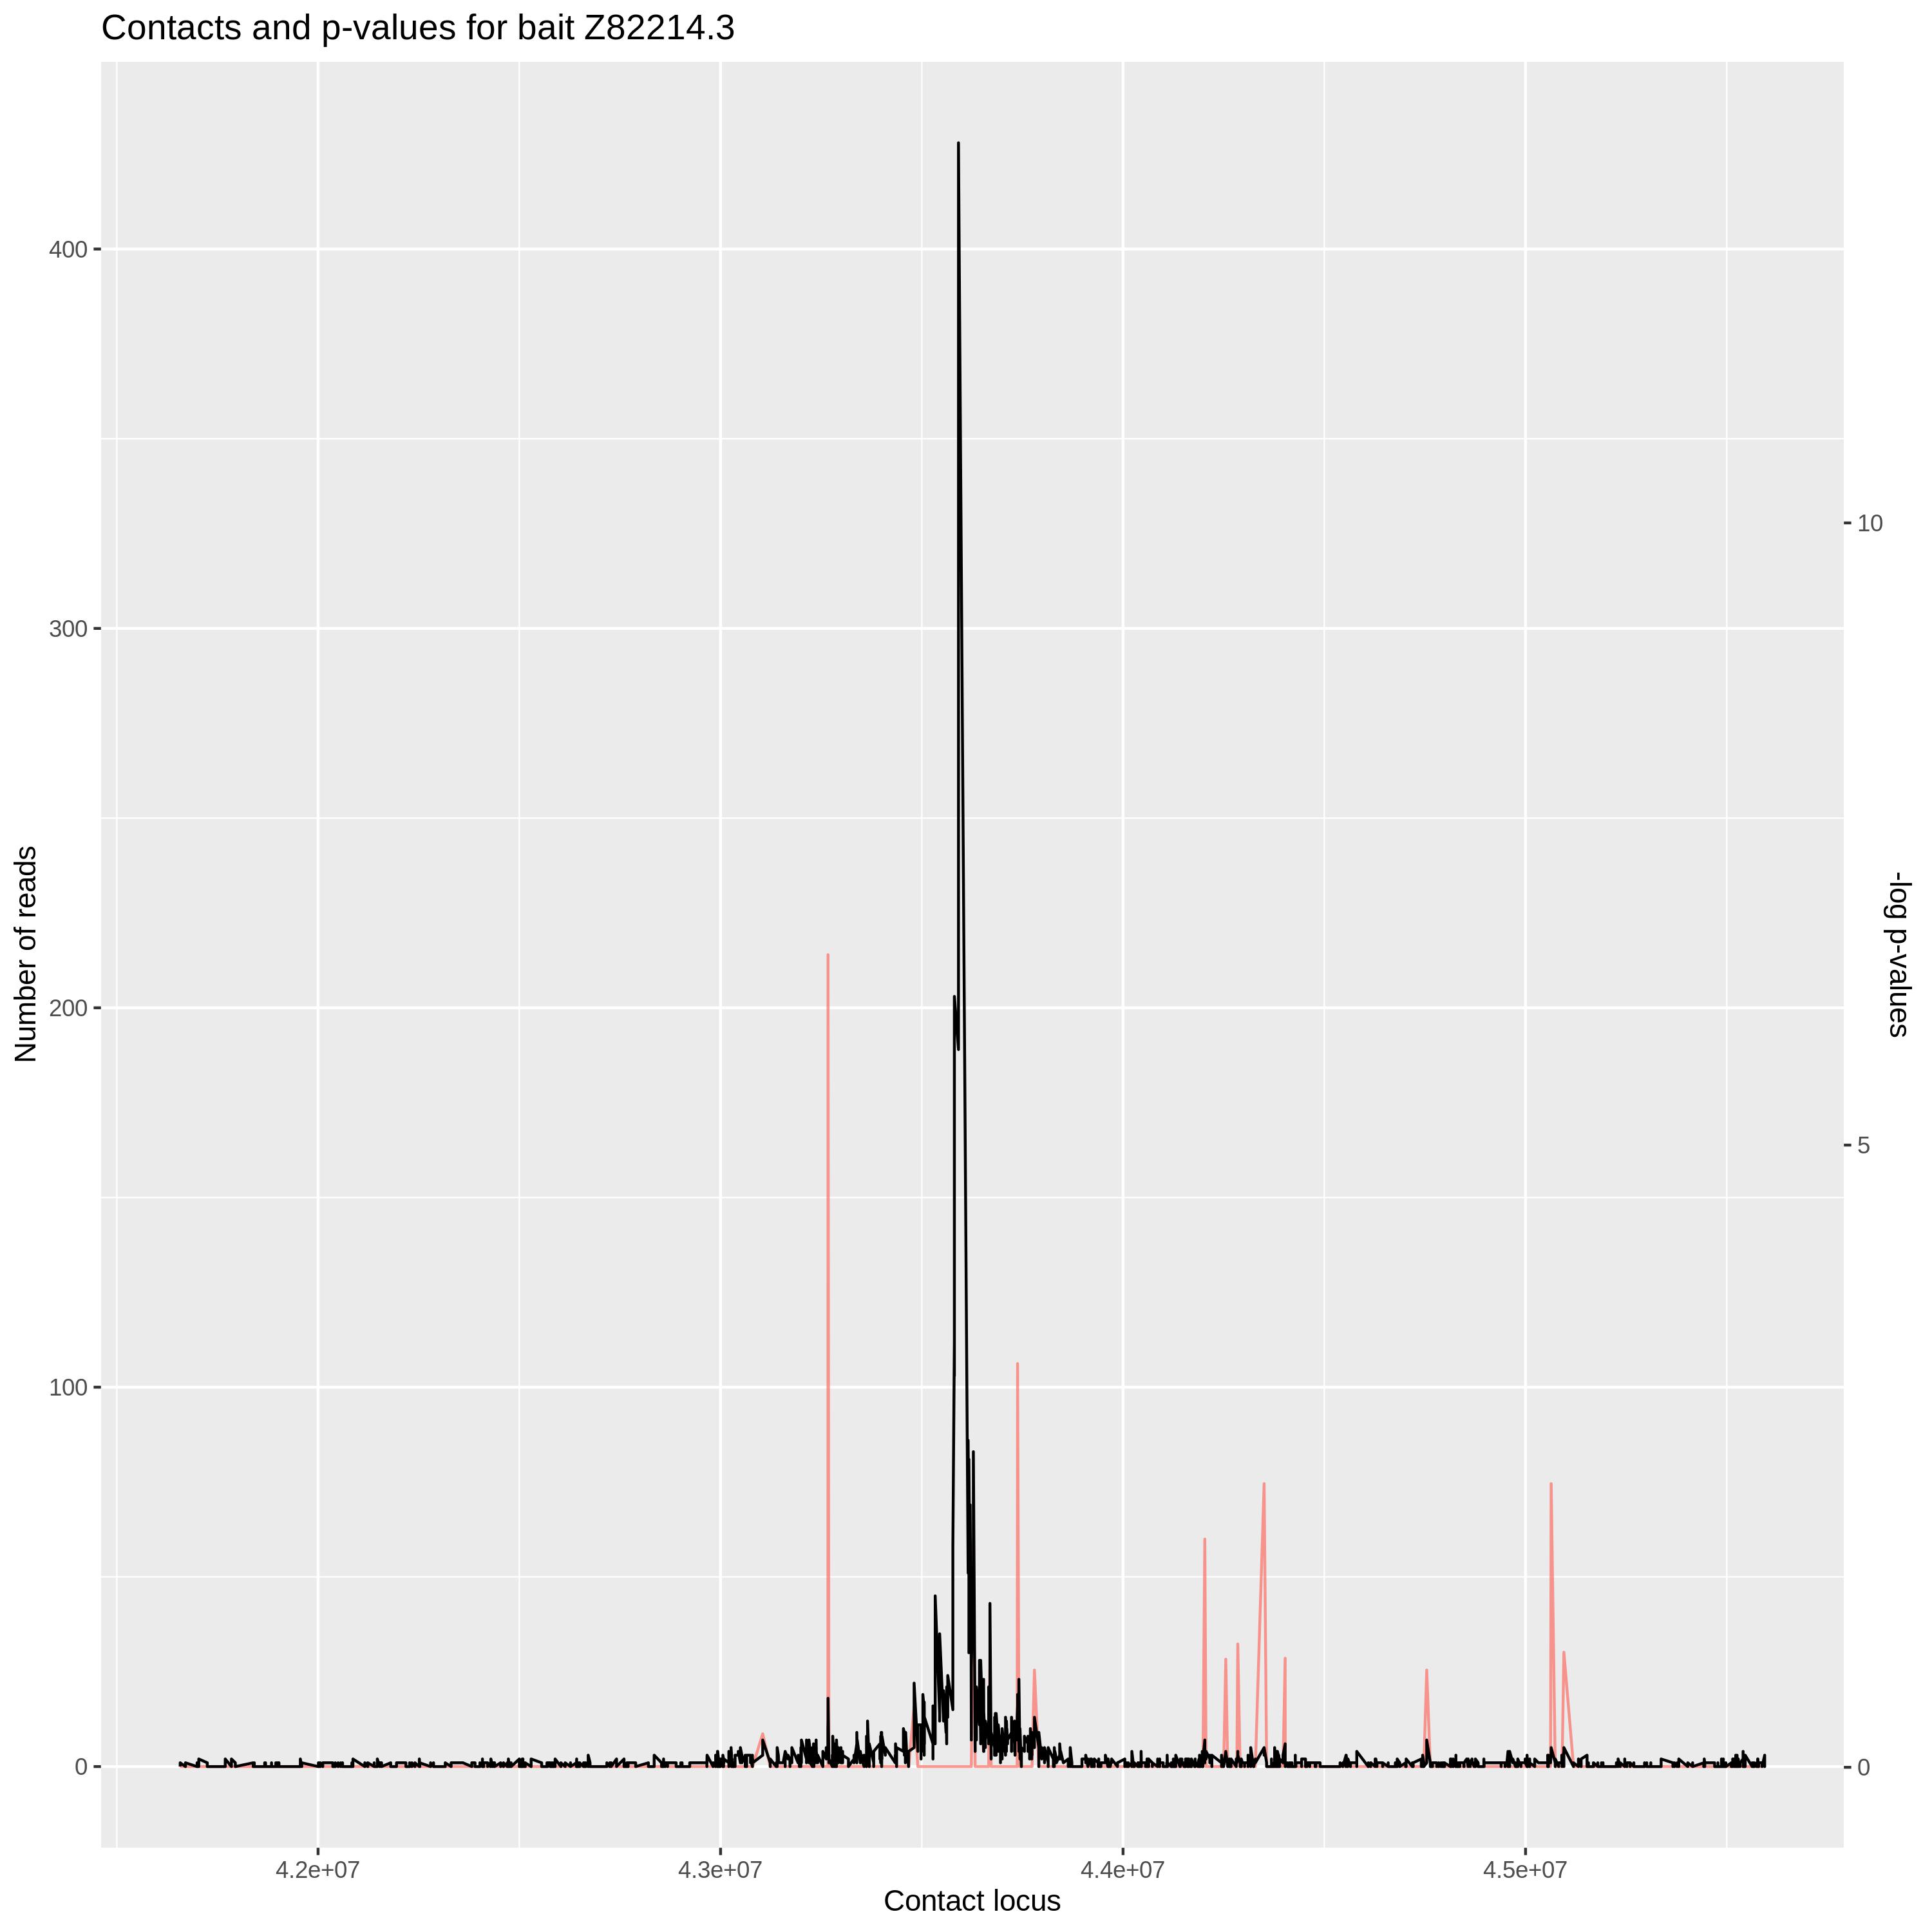 Contacts and p-values for bait Z82214.3
400
300
200
100
0
Number of reads
10
5
0
-log p-values
4.2e+07
4.3e+07
4.4e+07
4.5e+07
Contact locus